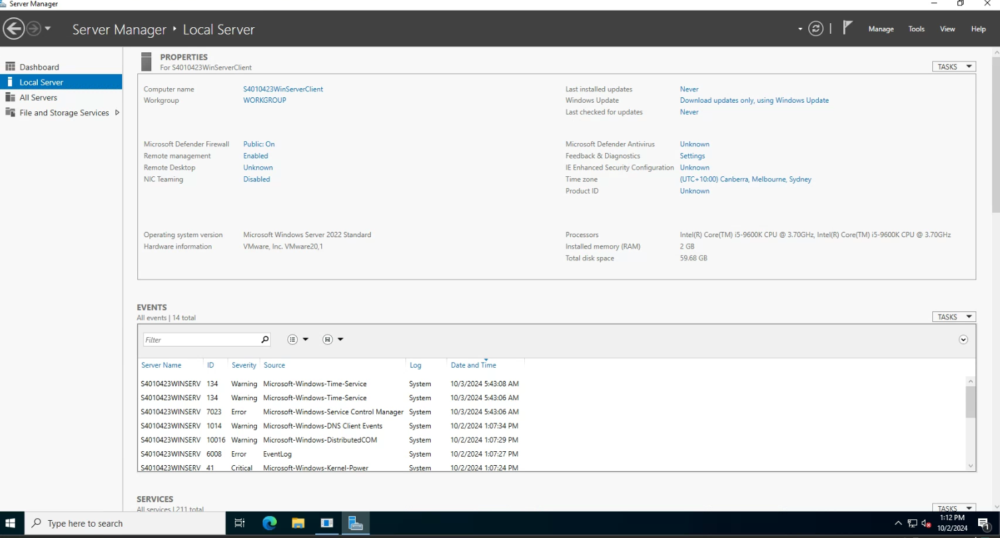 Server Manager
Server Manager ‣ Local Server
Manage Tools View Help
Dashboard
Local Server
All Servers
File and Storage Services
PROPERTIES
For S4010423WinServerClient
TASKS
Computer name S4010423WinServerClient
Workgroup WORKGROUP
Last installed updates Never
Windows Update Download updates only, using Windows Update
Last checked for updates Never
Microsoft Defender Firewall Public: On
Remote management Enabled
Remote Desktop Unknown
NIC Teaming Disabled
Microsoft Defender Antivirus Unknown
Feedback & Diagnostics Settings
IE Enhanced Security Configuration Unknown
Time zone (UTC+10:00) Canberra, Melbourne, Sydney
Product ID Unknown
Operating system version Microsoft Windows Server 2022 Standard
Hardware information VMware, Inc. VMware20,1
Processors Intel(R) Core(TM) i5-9600K CPU @ 3.70GHz, Intel(R) Core(TM) i5-9600K CPU @ 3.70GHz
Installed memory (RAM) 2 GB
Total disk space 59.68 GB
EVENTS
All events | 14 total
TASKS
Filter
Server Name ID Severity Source Log Date and Time
S4010423WINSERV 134 Warning Microsoft-Windows-Time-Service System 10/3/2024 5:43:08 AM
S4010423WINSERV 134 Warning Microsoft-Windows-Time-Service System 10/3/2024 5:43:06 AM
S4010423WINSERV 7023 Error Microsoft-Windows-Service Control Manager System 10/3/2024 5:43:06 AM
S4010423WINSERV 1014 Warning Microsoft-Windows-DNS Client Events System 10/2/2024 1:07:34 PM
S4010423WINSERV 10016 Warning Microsoft-Windows-DistributedCOM System 10/2/2024 1:07:29 PM
S4010423WINSERV 6008 Error EventLog System 10/2/2024 1:07:27 PM
S4010423WINSERV 41 Critical Microsoft-Windows-Kernel-Power System 10/2/2024 1:07:24 PM
SERVICES
All services | 211 total
TASKS
Type here to search
1:12 PM
10/2/2024
1